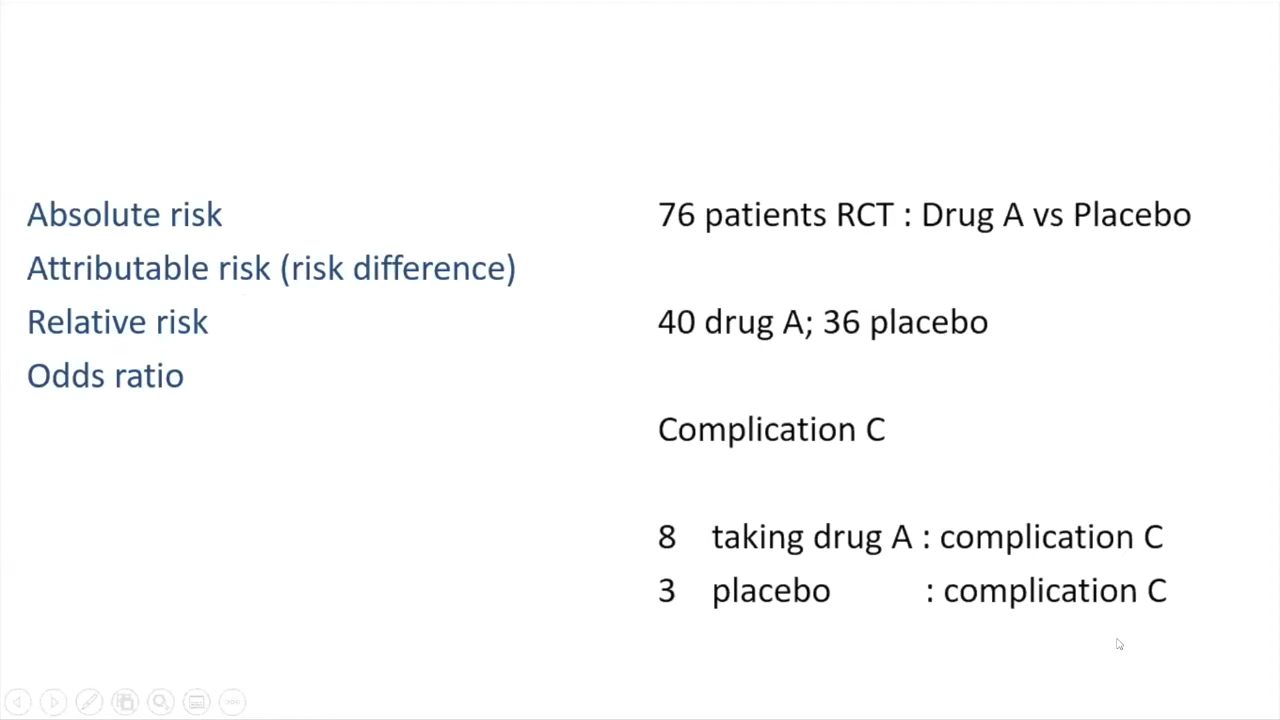 Absolute risk
Attributable risk (risk difference)
Relative risk
Odds ratio
76 patients RCT : Drug A vs Placebo
40 drug A; 36 placebo
Complication C
8 taking drug A : complication C
3 placebo : complication C